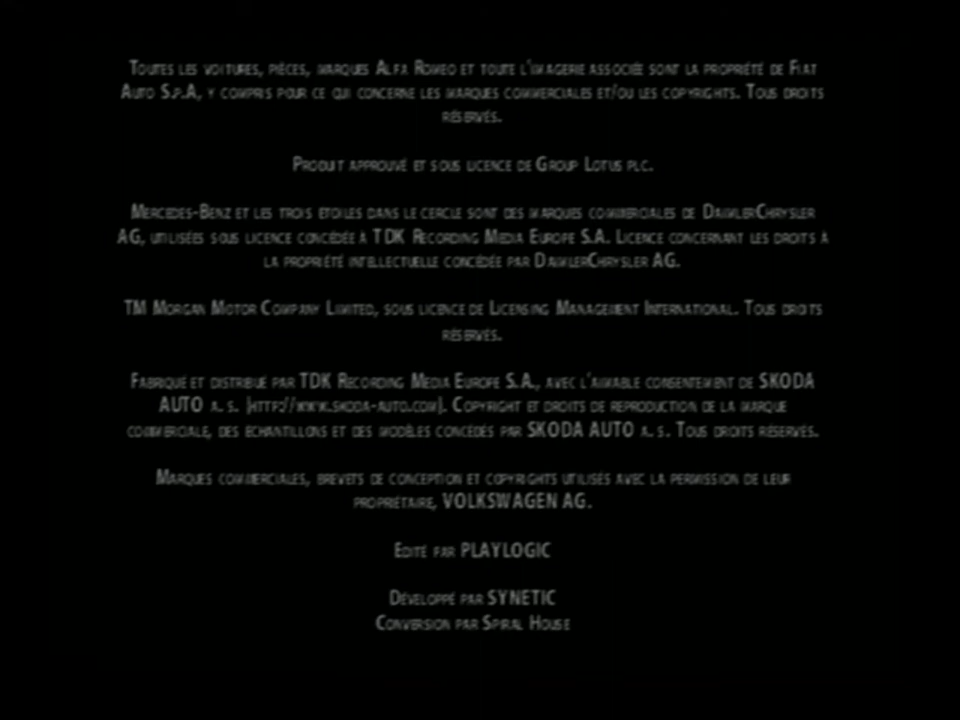 Toutes les voitures, pièces, marques Alfa Romeo et toute l'imagerie associée sont la propriété de Fiat
Auto S.p.A, y compris pour ce qui concerne les marques commerciales et/ou les copyrights. Tous droits
réservés.
Produit approuvé et sous licence de Group Lotus plc.
Mercedes-Benz et les trois étoiles dans le cercle sont des marques commerciales de DaimlerChrysler
AG, utilisées sous licence concédée à TDK Recording Media Europe S.A. Licence concernant les droits à
la propriété intellectuelle concédée par DaimlerChrysler AG.
TM Morgan Motor Company Limited, sous licence de Licensing Management International. Tous droits
réservés.
Fabriqué et distribué par TDK Recording Media Europe S.A., avec l'aimable consentement de SKODA
AUTO a.s. [http://www.skoda-auto.com]. Copyright et droits de reproduction de la marque
commerciale, des échantillons et des modèles concédés par SKODA AUTO a.s. Tous droits réservés.
Marques commerciales, brevets de conception et copyrights utilisés avec la permission de leur
propriétaire, VOLKSWAGEN AG.
Edité par PLAYLOGIC
Développé par SYNETIC
Conversion par Spiral House